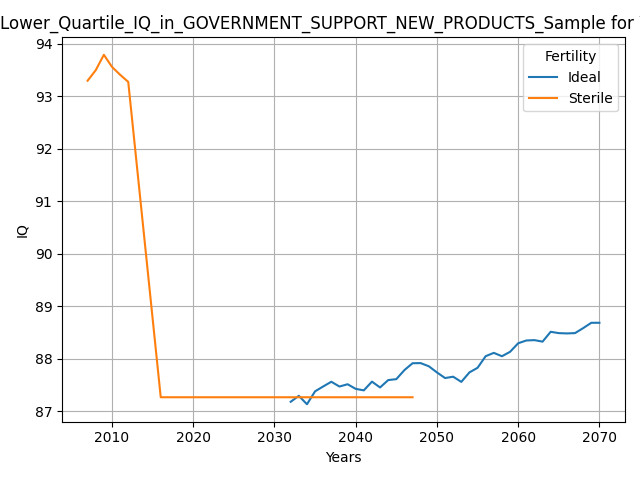 Lower_Quartile_IQ_in_GOVERNMENT_SUPPORT_NEW_PRODUCTS_Sample for
Fertility
Ideal
Sterile
94
93
92
91
90
89
88
87
IQ
2010 2020 2030 2040 2050 2060 2070
Years